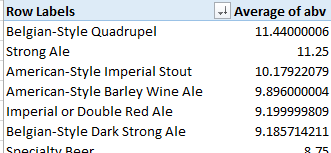 Row Labels Average of abv
Belgian-Style Quadrupel 11.44000006
Strong Ale 11.25
American-Style Imperial Stout 10.17922079
American-Style Barley Wine Ale 9.896000004
Imperial or Double Red Ale 9.199999809
Belgian-Style Dark Strong Ale 9.185714211
Specialty Beer 8.75